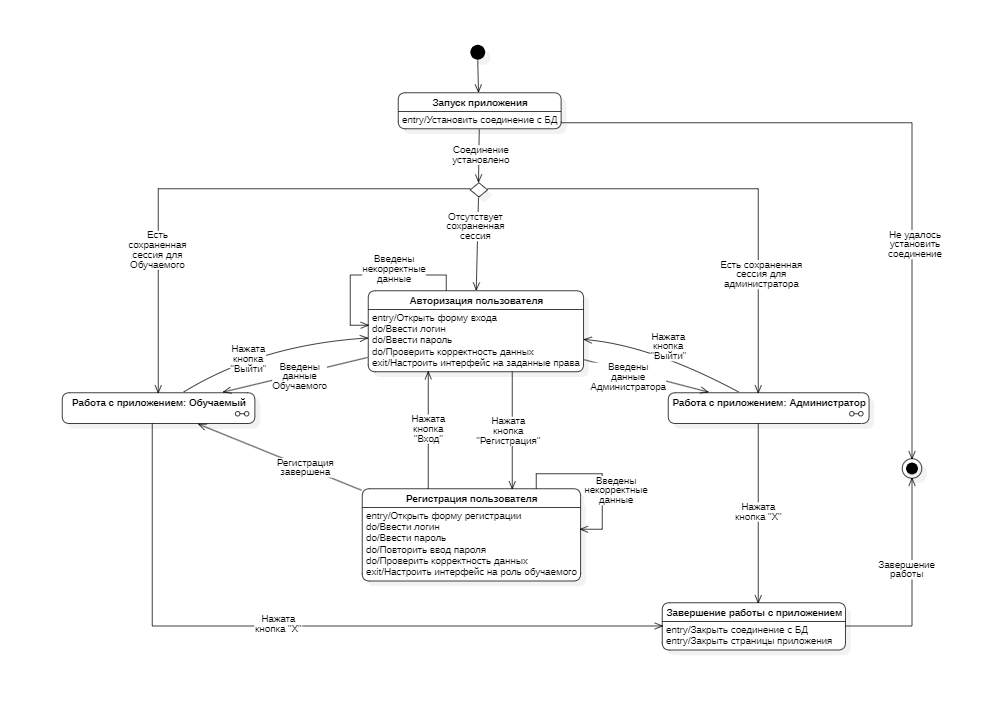 Запуск приложения
entry/Установить соединение с БД
Соединение
установлено
Отсутствует
сохраненная
сессия
Есть
сохраненная
сессия для
Обучаемого
Не удалось
установить
соединение
Есть сохраненная
сессия для
администратора
Введены
некорректные
данные
Авторизация пользователя
entry/Открыть форму входа
do/Ввести логин
do/Ввести пароль
do/Проверить корректность данных
exit/Настроить интерфейс на заданные права
Нажата
кнопка
"Выйти"
Введены
данные
Обучаемого
Нажата
кнопка
"Выйти"
Введены
данные
Администратора
Работа с приложением: Обучаемый
Работа с приложением: Администратор
Нажата
кнопка
"Вход"
Нажата
кнопка
"Регистрация"
Регистрация
завершена
Введены
некорректные
данные
Регистрация пользователя
entry/Открыть форму регистрации
do/Ввести логин
do/Ввести пароль
do/Повторить ввод пароля
do/Проверить корректность данных
exit/Настроить интерфейс на роль обучаемого
Нажата
кнопка "X"
Завершение
работы
Нажата
кнопка "X"
Завершение работы с приложением
entry/Закрыть соединение с БД
entry/Закрыть страницы приложения